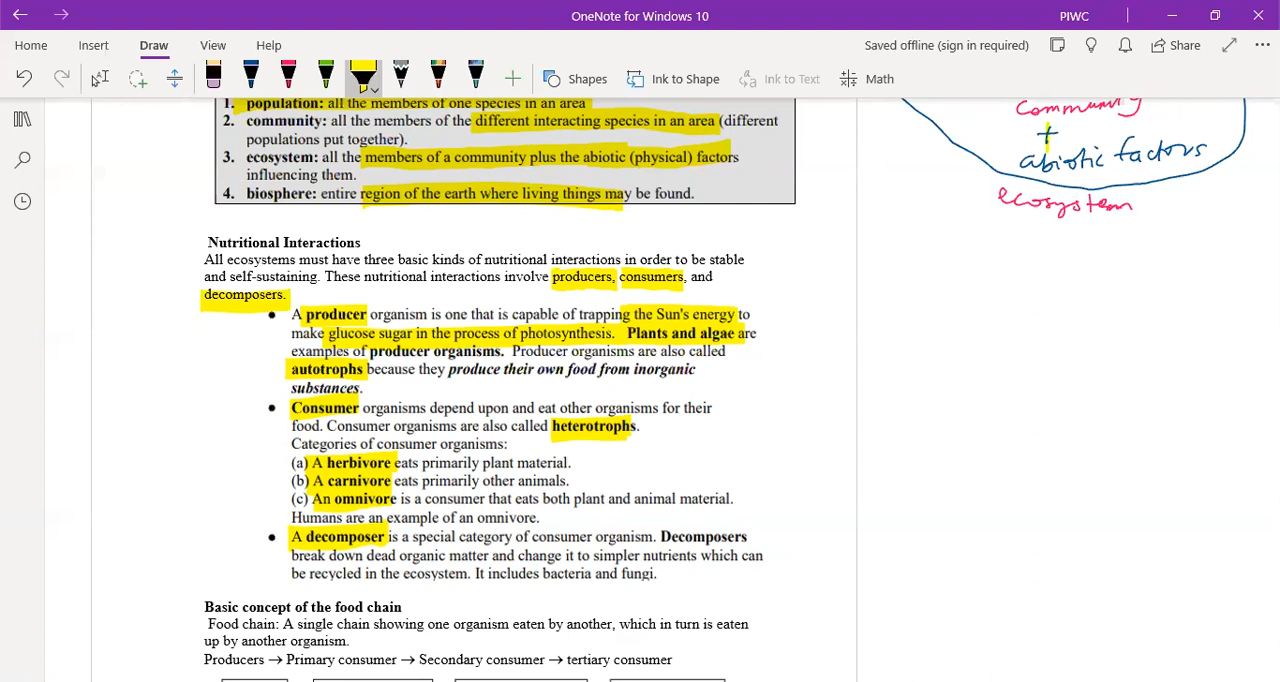 OneNote for Windows 10
PIWC
Home Insert Draw View Help
Saved offline (sign in required)
Share
Shapes
Ink to Shape
Ink to Text
Math
1. population: all the members of one species in an area
2. community: all the members of the different interacting species in an area (different
populations put together).
3. ecosystem: all the members of a community plus the abiotic (physical) factors
influencing them.
4. biosphere: entire region of the earth where living things may be found.
community
+
abiotic factors
ecosystem
Nutritional Interactions
All ecosystems must have three basic kinds of nutritional interactions in order to be stable
and self-sustaining. These nutritional interactions involve producers, consumers, and
decomposers.
• A producer organism is one that is capable of trapping the Sun's energy to
make glucose sugar in the process of photosynthesis. Plants and algae are
examples of producer organisms. Producer organisms are also called
autotrophs because they produce their own food from inorganic
substances.
• Consumer organisms depend upon and eat other organisms for their
food. Consumer organisms are also called heterotrophs.
Categories of consumer organisms:
(a) A herbivore eats primarily plant material.
(b) A carnivore eats primarily other animals.
(c) An omnivore is a consumer that eats both plant and animal material.
Humans are an example of an omnivore.
• A decomposer is a special category of consumer organism. Decomposers
break down dead organic matter and change it to simpler nutrients which can
be recycled in the ecosystem. It includes bacteria and fungi.
Basic concept of the food chain
Food chain: A single chain showing one organism eaten by another, which in turn is eaten
up by another organism.
Producers → Primary consumer → Secondary consumer → tertiary consumer